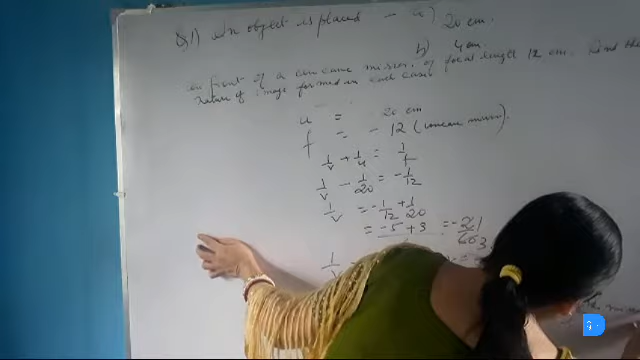 Q1) An object is placed - a) 20 cm.
b) 4 cm.
in front of a concave mirror of focal length 12 cm. Find the
nature of image formed in each case
u = 20 cm
f = - 12 (concave mirror).
1/v + 1/u = 1/f
1/v - 1/20 = - 1/12
1/v = - 1/12 + 1/20
= -5 + 3 = - 2 1 / 60 3
1/v